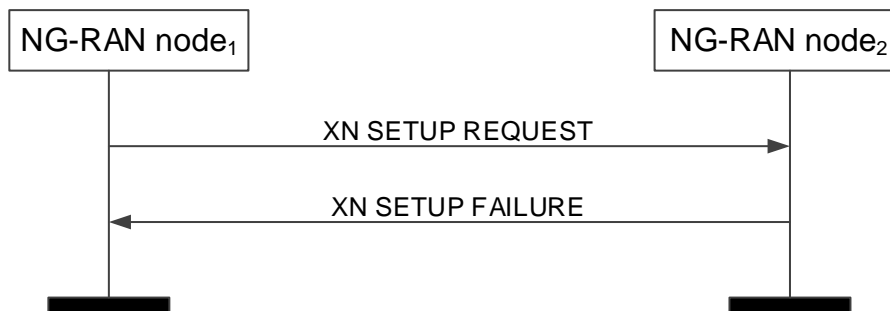 NG-RAN node₁
NG-RAN node₂
XN SETUP REQUEST
XN SETUP FAILURE